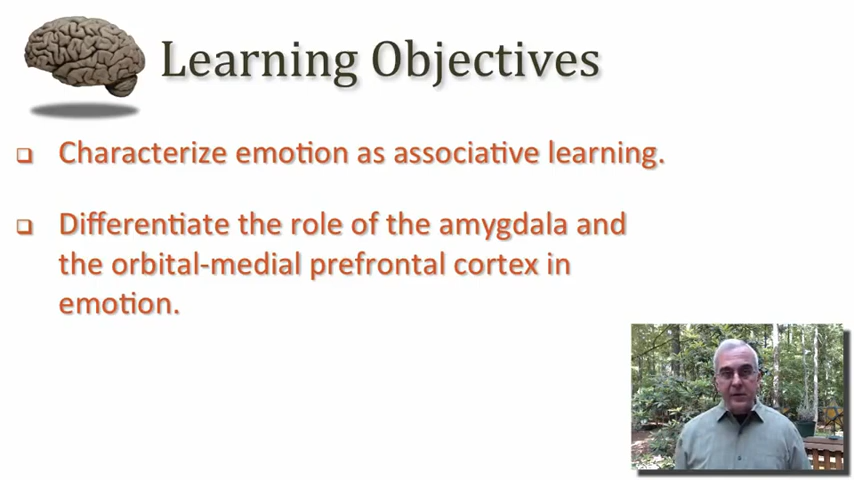 Learning Objectives
Characterize emotion as associative learning.
Differentiate the role of the amygdala and
the orbital-medial prefrontal cortex in
emotion.